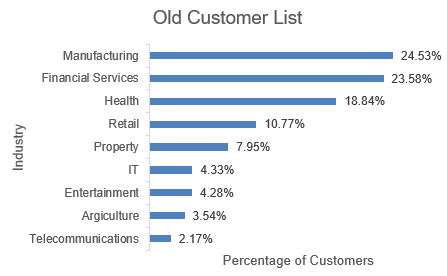 Old Customer List
Industry
Manufacturing 24.53%
Financial Services 23.58%
Health 18.84%
Retail 10.77%
Property 7.95%
IT 4.33%
Entertainment 4.28%
Argiculture 3.54%
Telecommunications 2.17%
Percentage of Customers